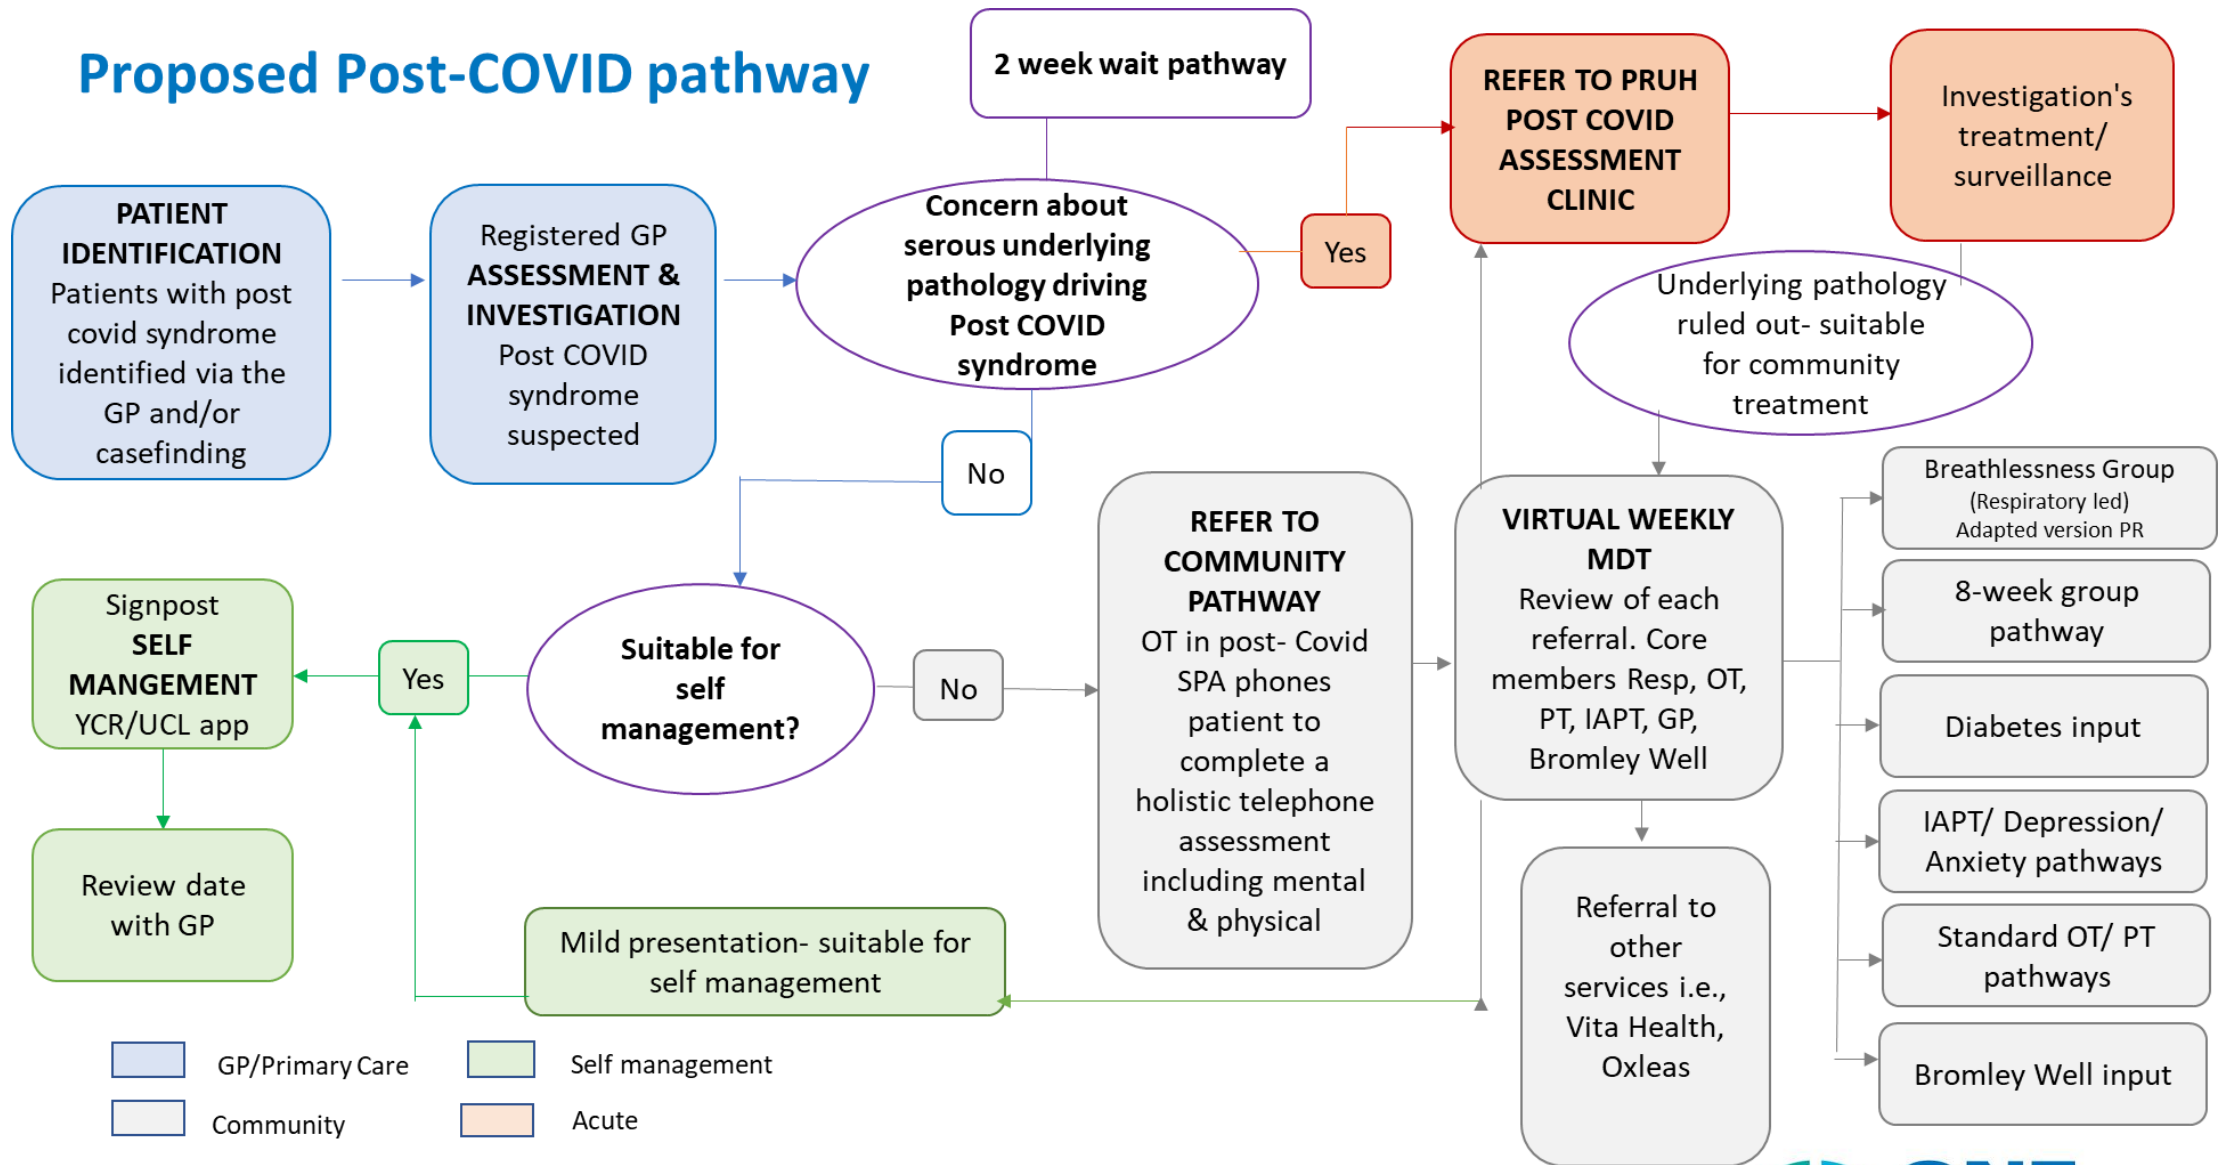 Proposed Post-COVID pathway
2 week wait pathway
PATIENT
IDENTIFICATION
Patients with post
covid syndrome
identified via the
GP and/or
casefinding
Registered GP
ASSESSMENT &
INVESTIGATION
Post COVID
syndrome
suspected
Concern about
serous underlying
pathology driving
Post COVID
syndrome
Yes
REFER TO PRUH
POST COVID
ASSESSMENT
CLINIC
Investigation's
treatment/
surveillance
Underlying pathology
ruled out- suitable
for community
treatment
No
Suitable for
self
management?
Yes
Signpost
SELF
MANGEMENT
YCR/UCL app
Review date
with GP
No
REFER TO
COMMUNITY
PATHWAY
OT in post- Covid
SPA phones
patient to
complete a
holistic telephone
assessment
including mental
& physical
VIRTUAL WEEKLY
MDT
Review of each
referral. Core
members Resp, OT,
PT, IAPT, GP,
Bromley Well
Mild presentation- suitable for
self management
Referral to
other
services i.e.,
Vita Health,
Oxleas
Breathlessness Group
(Respiratory led)
Adapted version PR
8-week group
pathway
Diabetes input
IAPT/ Depression/
Anxiety pathways
Standard OT/ PT
pathways
Bromley Well input
GP/Primary Care
Self management
Community
Acute